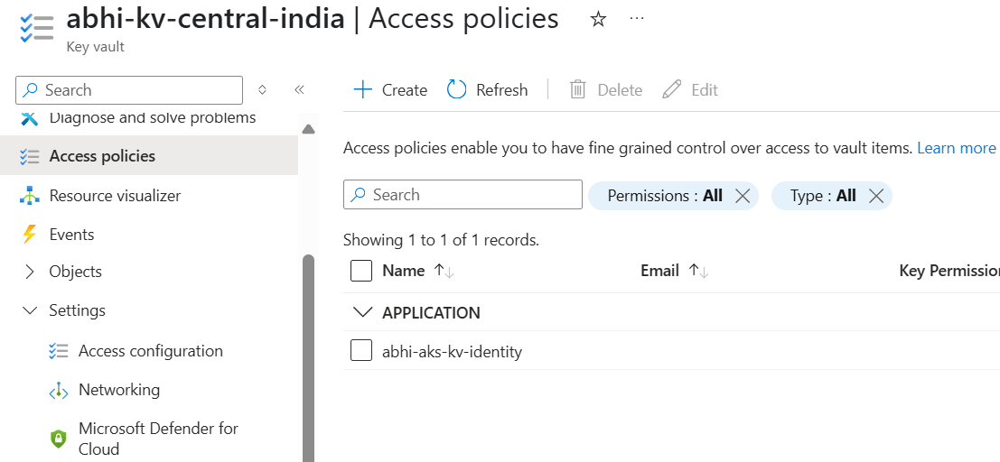 abhi-kv-central-india | Access policies
Key vault
Search
Diagnose and solve problems
Access policies
Resource visualizer
Events
Objects
Settings
Access configuration
Networking
Microsoft Defender for
Cloud
Create Refresh Delete Edit
Access policies enable you to have fine grained control over access to vault items. Learn more
Search Permissions : All Type : All
Showing 1 to 1 of 1 records.
Name Email Key
APPLICATION
abhi-aks-kv-identity